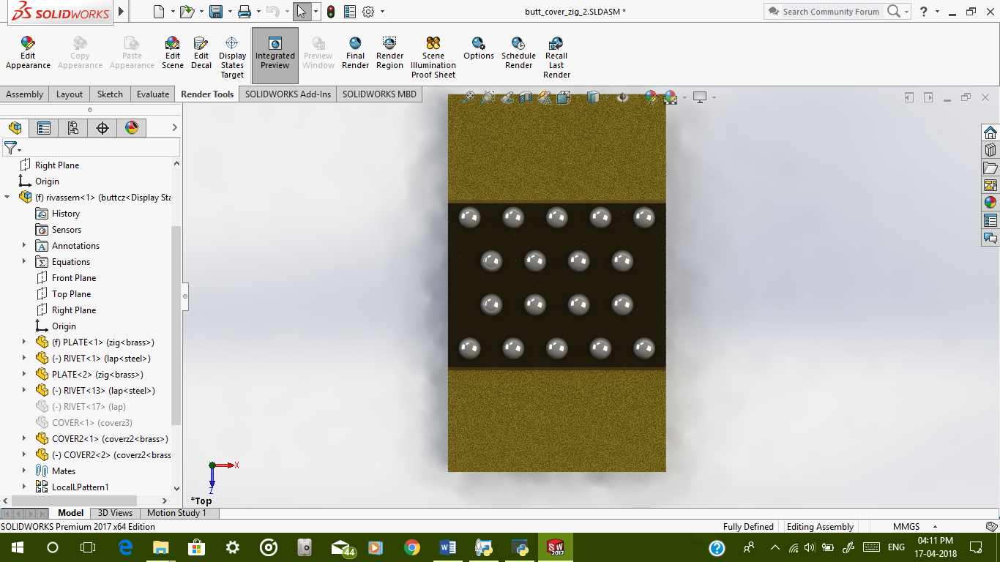 SOLIDWORKS
butt_cover_zig_2.SLDASM *
Search Community Forum
?
Edit Appearance
Copy Appearance
Paste Appearance
Edit Scene
Edit Decal
Display States Target
Integrated Preview
Preview Window
Final Render
Render Region
Scene Illumination Proof Sheet
Options
Schedule Render
Recall Last Render
Assembly
Layout
Sketch
Evaluate
Render Tools
SOLIDWORKS Add-Ins
SOLIDWORKS MBD
Right Plane
Origin
(f) rivassem<1> (buttcz<Display Sta
History
Sensors
Annotations
Equations
Front Plane
Top Plane
Right Plane
Origin
(f) PLATE<1> (zig<brass>)
(-) RIVET<1> (lap<steel>)
PLATE<2> (zig<brass>)
(-) RIVET<13> (lap<steel>)
(-) RIVET<17> (lap)
COVER<1> (coverz3)
COVER2<1> (coverz2<brass>)
(-) COVER2<2> (coverz2<brass
Mates
LocalLPattern1
X
Z
*Top
Model
3D Views
Motion Study 1
SOLIDWORKS Premium 2017 x64 Edition
Fully Defined
Editing Assembly
MMGS
44
SW
2017
ENG
04:11 PM
17-04-2018